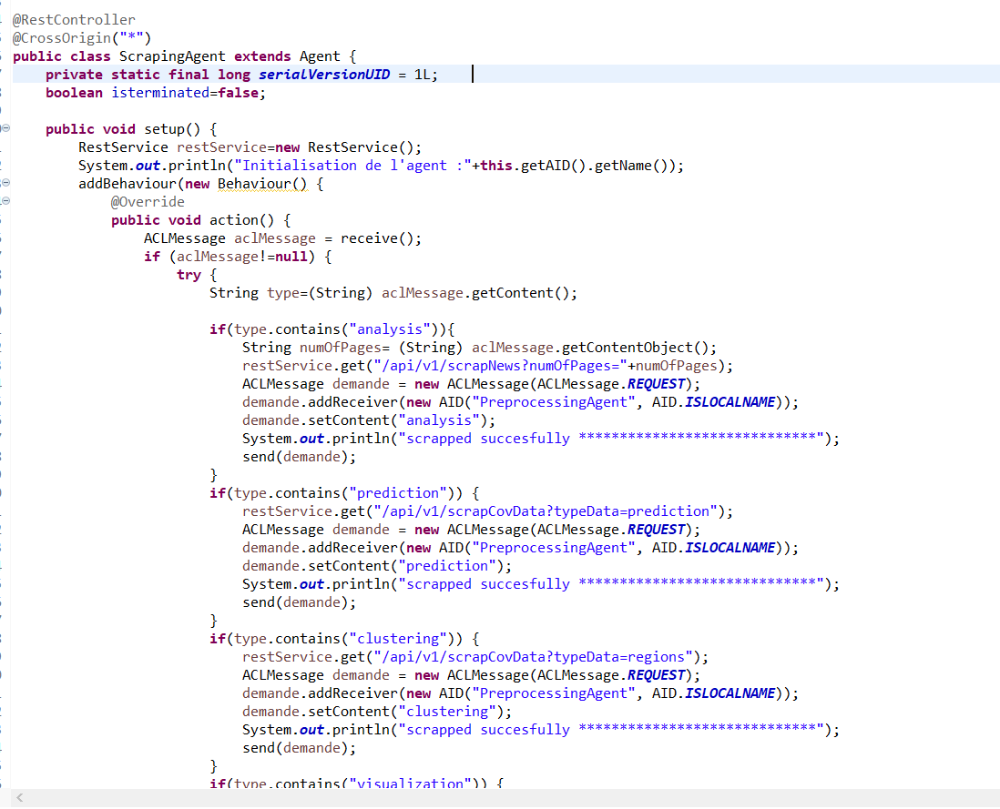 @RestController
@CrossOrigin("*")
public class ScrapingAgent extends Agent {
    private static final long serialVersionUID = 1L;
    boolean isterminated=false;

    public void setup() {
        RestService restService=new RestService();
        System.out.println("Initialisation de l'agent :"+this.getAID().getName());
        addBehaviour(new Behaviour() {
            @Override
            public void action() {
                ACLMessage aclMessage = receive();
                if (aclMessage!=null) {
                    try {
                        String type=(String) aclMessage.getContent();

                        if(type.contains("analysis")){
                            String numOfPages= (String) aclMessage.getContentObject();
                            restService.get("/api/v1/scrapNews?numOfPages="+numOfPages);
                            ACLMessage demande = new ACLMessage(ACLMessage.REQUEST);
                            demande.addReceiver(new AID("PreprocessingAgent", AID.ISLOCALNAME));
                            demande.setContent("analysis");
                            System.out.println("scrapped succesfully *****************************");
                            send(demande);
                        }
                        if(type.contains("prediction")) {
                            restService.get("/api/v1/scrapCovData?typeData=prediction");
                            ACLMessage demande = new ACLMessage(ACLMessage.REQUEST);
                            demande.addReceiver(new AID("PreprocessingAgent", AID.ISLOCALNAME));
                            demande.setContent("prediction");
                            System.out.println("scrapped succesfully *****************************");
                            send(demande);
                        }
                        if(type.contains("clustering")) {
                            restService.get("/api/v1/scrapCovData?typeData=regions");
                            ACLMessage demande = new ACLMessage(ACLMessage.REQUEST);
                            demande.addReceiver(new AID("PreprocessingAgent", AID.ISLOCALNAME));
                            demande.setContent("clustering");
                            System.out.println("scrapped succesfully *****************************");
                            send(demande);
                        }
                        if(type.contains("visualization")) {